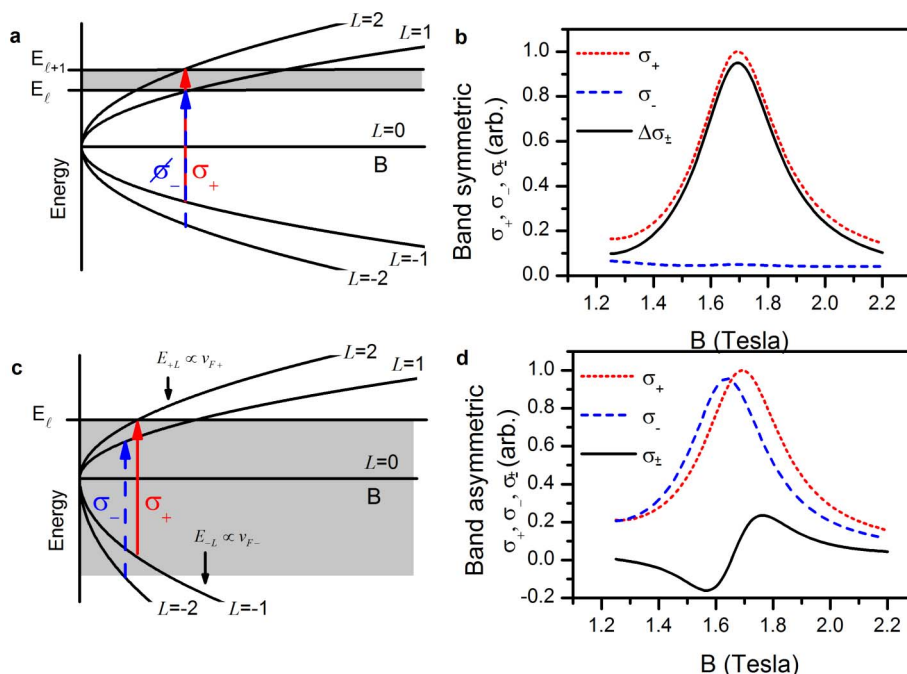 a
L=2
L=1
Eℓ+1
Eℓ
L=0
B
Energy
σ̸₋ σ₊
L=-1
L=-2
b
Band symmetric
σ₊, σ₋, σ± (arb.)
σ₊
σ₋
Δσ±
1.0
0.8
0.6
0.4
0.2
0.0
1.2 1.4 1.6 1.8 2.0 2.2
B (Tesla)
c
E₊L ∝ vF+
L=2
L=1
Eℓ
L=0
B
Energy
σ₋ σ₊
E₋L ∝ vF−
L=-2
L=-1
d
Band asymmetric
σ₊, σ₋, σ± (arb.)
σ₊
σ₋
σ±
1.0
0.8
0.6
0.4
0.2
0.0
-0.2
1.2 1.4 1.6 1.8 2.0 2.2
B (Tesla)